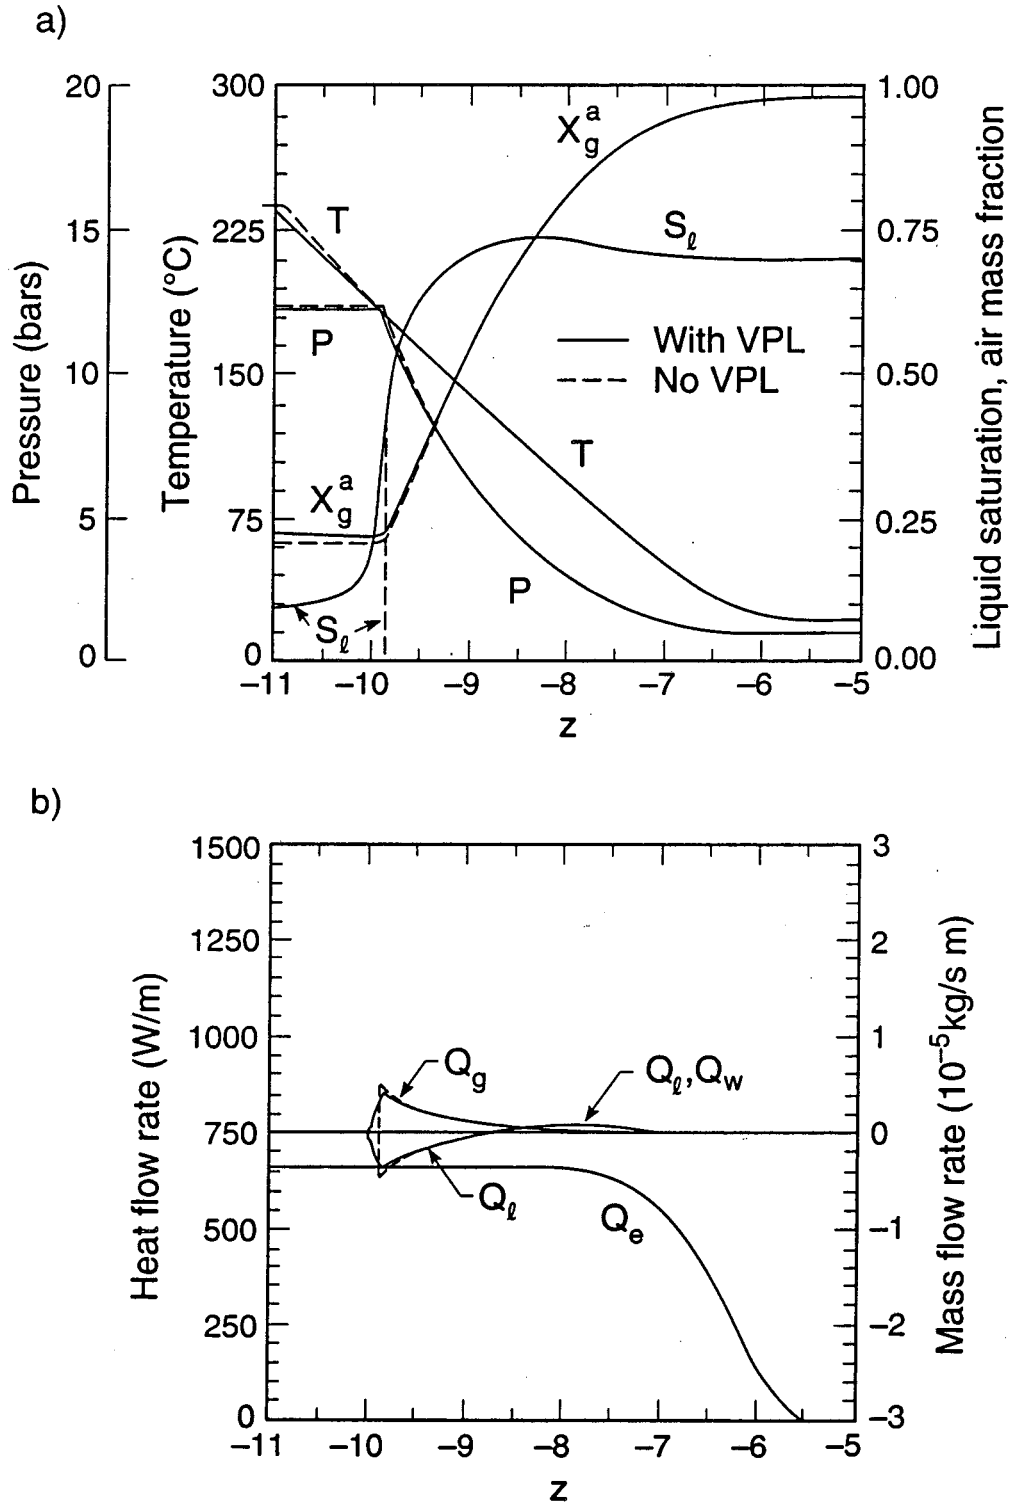 a)
20
15
10
5
0
Pressure (bars)
300
225
150
75
0
Temperature (°C)
1.00
0.75
0.50
0.25
0.00
Liquid saturation, air mass fraction
X_g^a
T
S_ℓ
P
With VPL
No VPL
T
X_g^a
P
S_ℓ
−11 −10 −9 −8 −7 −6 −5
z
b)
1500
1250
1000
750
500
250
0
Heat flow rate (W/m)
3
2
1
0
−1
−2
−3
Mass flow rate (10⁻⁵kg/s m)
Q_g
Q_ℓ,Q_w
Q_ℓ
Q_e
−11 −10 −9 −8 −7 −6 −5
z